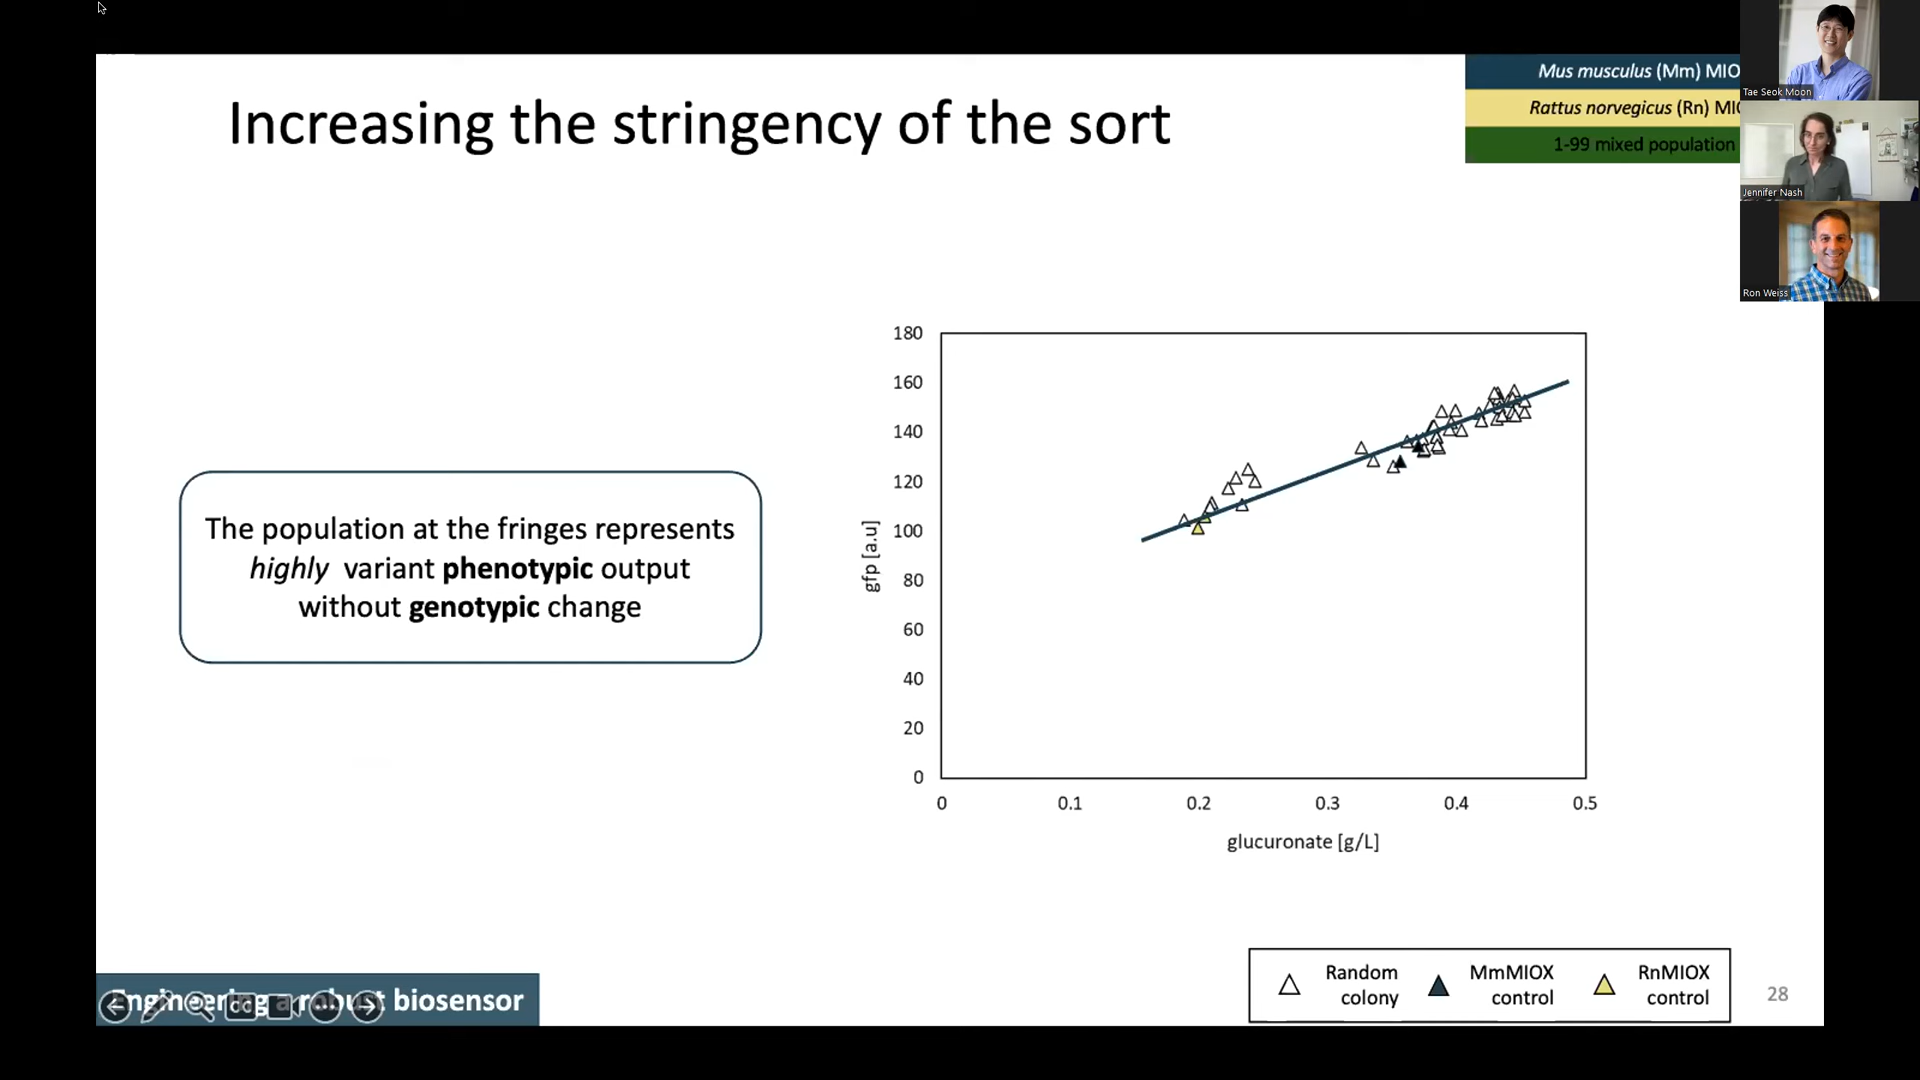 Increasing the stringency of the sort
Mus musculus (Mm) MIO
Rattus norvegicus (Rn) MI
1-99 mixed population
Tae Seok Moon
Jennifer Nash
Ron Weiss
The population at the fringes represents
highly variant phenotypic output
without genotypic change
gfp [a.u]
180
160
140
120
100
80
60
40
20
0
0 0.1 0.2 0.3 0.4 0.5
glucuronate [g/L]
Random colony
MmMIOX control
RnMIOX control
Engineering a robust biosensor
28